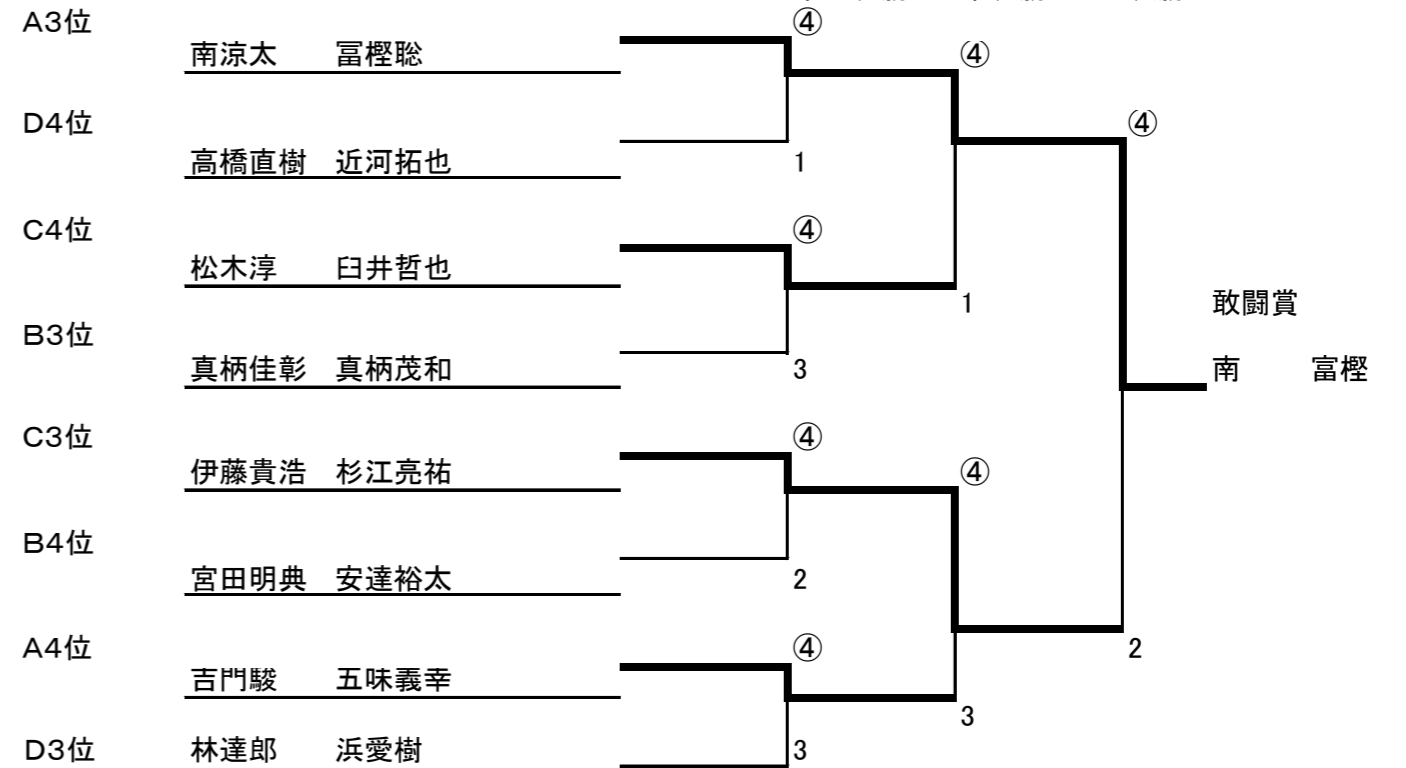 A3位 ④
南涼太 冨樫聡 ④
D4位 ④
高橋直樹 近河拓也 1
C4位 ④
松木淳 臼井哲也
1 敢闘賞
B3位
真柄佳彰 真柄茂和 3 南 富樫
C3位 ④
伊藤貴浩 杉江亮祐 ④
B4位
宮田明典 安達裕太 2
A4位 ④ 2
吉門駿 五味義幸
3
D3位 林達郎 浜愛樹 3